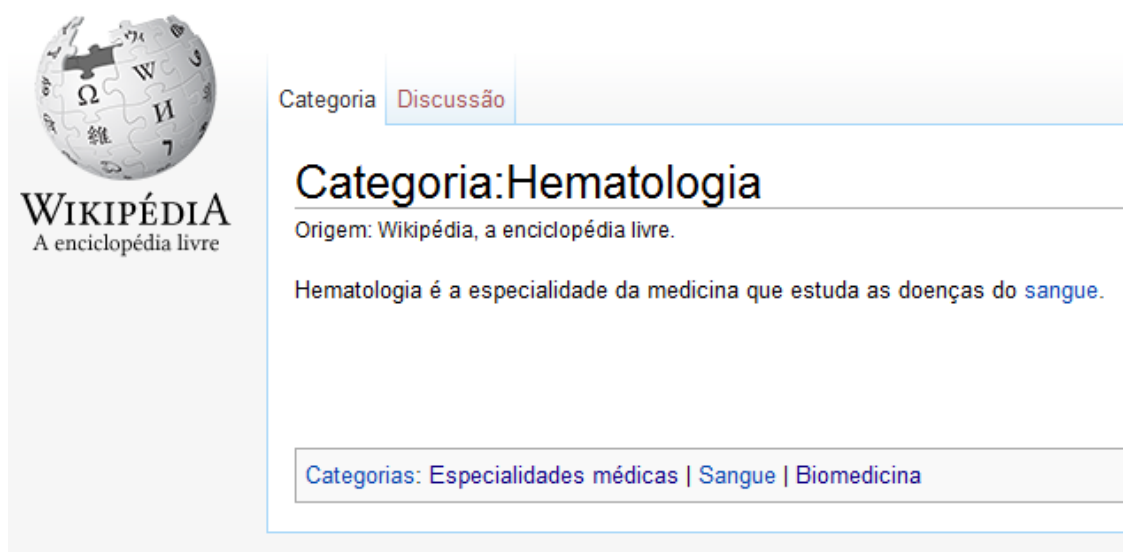 WIKIPÉDIA
A enciclopédia livre
Categoria Discussão
Categoria:Hematologia
Origem: Wikipédia, a enciclopédia livre.
Hematologia é a especialidade da medicina que estuda as doenças do sangue.
Categorias: Especialidades médicas | Sangue | Biomedicina